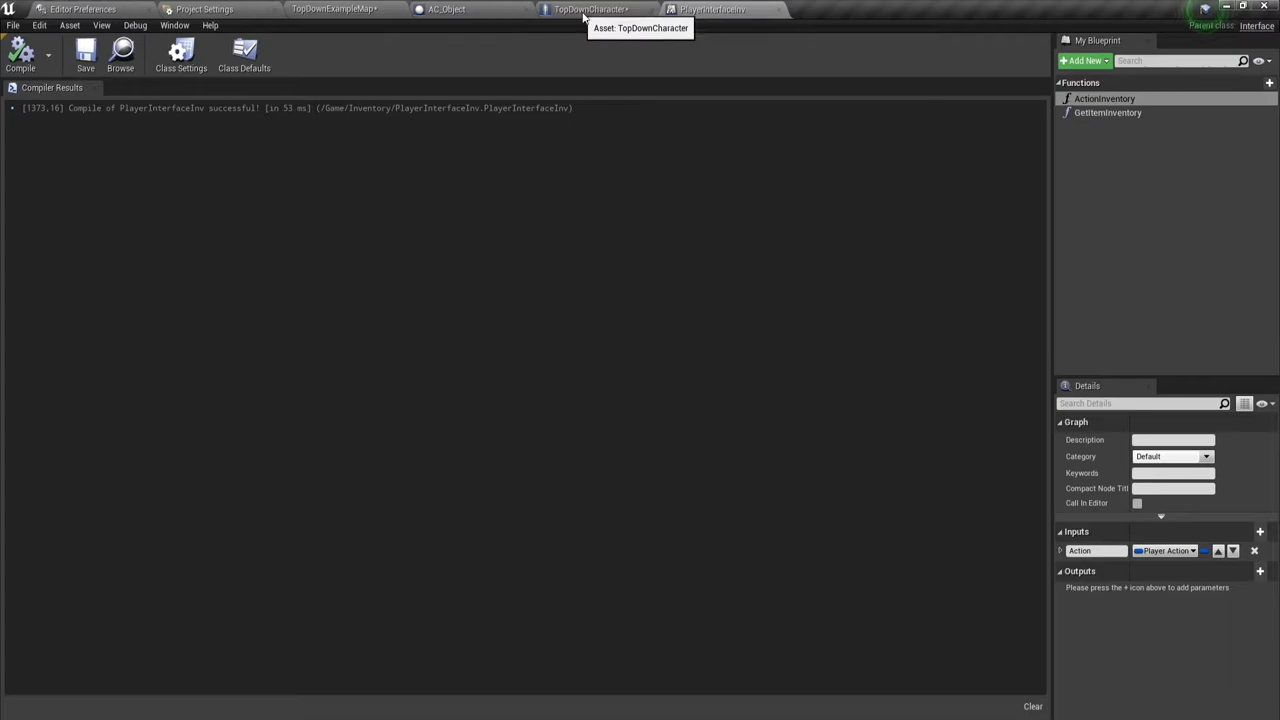 Editor Preferences
Project Settings
TopDownExampleMap*
AC_Object
TopDownCharacter*
PlayerInterfaceInv
Parent class: Interface
File Edit Asset View Debug Window Help
Asset: TopDownCharacter
Compile
Save
Browse
Class Settings
Class Defaults
My Blueprint
+Add New
Search
Compiler Results
[1373,16] Compile of PlayerInterfaceInv successful! [in 53 ms] (/Game/Inventory/PlayerInterfaceInv.PlayerInterfaceInv)
Functions
ActionInventory
GetItemInventory
Details
Search Details
Graph
Description
Category Default
Keywords
Compact Node Titl
Call In Editor
Inputs
Action Player Action
Outputs
Please press the + icon above to add parameters
Clear